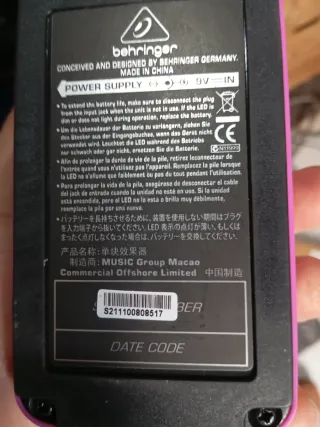 behringer
CONCEIVED AND DESIGNED BY BEHRINGER GERMANY.
MADE IN CHINA
POWER SUPPLY 9V IN
• To extend the battery life, make sure to disconnect the plug
from the input jack when the unit is not in use. If the LED is
dim or does not light during operation, replace the battery.
• Um die Lebensdauer der Batterie zu verlängern, ziehen Sie
den Stecker aus der Eingangsbuchse, wenn das Gerät nicht
verwendet wird. Leuchtet die LED während des Betriebs
nur schwach oder gar nicht, ersetzen Sie bitte die Batterie.
• Afin de prolonger la durée de vie de la pile, retirez le connecteur de
l'entrée quand vous n'utilisez pas l'appareil. Remplacez la pile lorsque
la LED ne s'allume que faiblement ou pas du tout pendant l'utilisation.
• Para prolongar la vida de la pila, asegúrese de desconectar el cable
del jack de entrada cuando la unidad no está en uso. Si la LED está
oscurecida o no se enciende durante la operación,
reemplace la pila por una nueva.
• バッテリーを長持ちさせるために、装置を使用しない期間はプラグ
を入力端子から抜いてください。LED 表示の点灯が薄い、もしくは
まったく点灯しなくなった場合は、バッテリーを交換してください。
产品名称: 单块效果器
制造商: MUSIC Group Macao
Commercial Offshore Limited 中国制造
S211100808517
DATE CODE